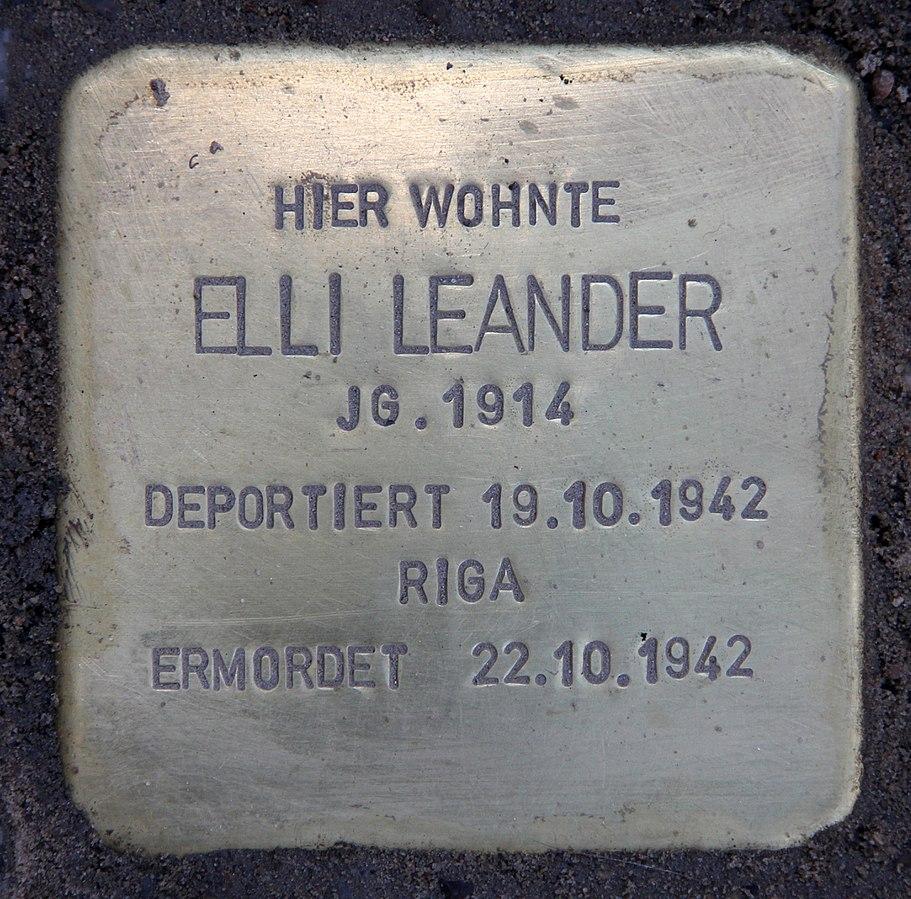 HIER WOHNTE
ELLI LEANDER
JG. 1914
DEPORTIERT 19.10.1942
RIGA
ERMORDET 22.10.1942